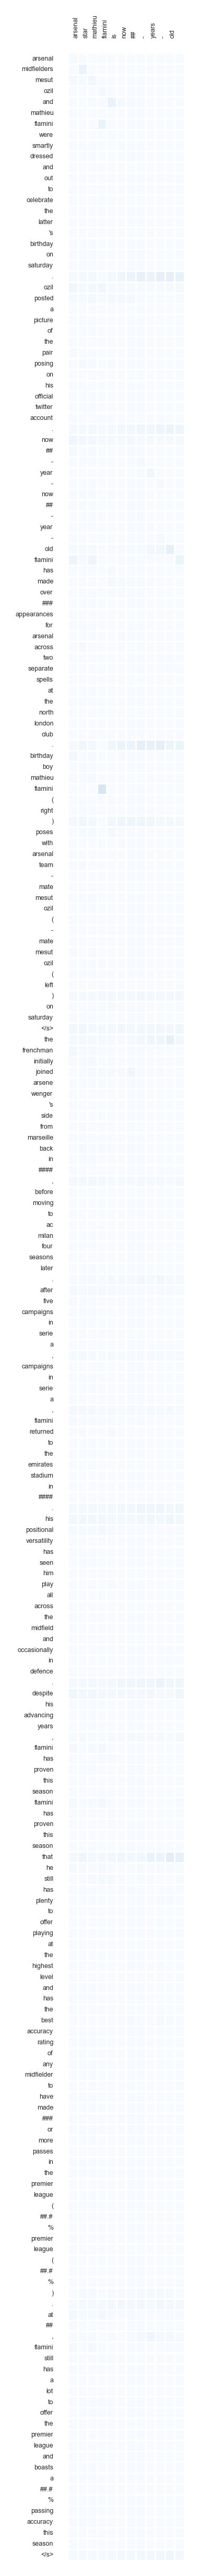 arsenal
star
mathieu
flamini
is
now
##
-
years
-
old
arsenal
midfielders
mesut
ozil
and
mathieu
flamini
were
smartly
dressed
and
out
to
celebrate
the
latter
's
birthday
on
saturday
.
ozil
posted
a
picture
of
the
pair
posing
on
his
official
twitter
account
.
now
##
-
year
-
now
##
-
year
-
old
flamini
has
made
over
###
appearances
for
arsenal
across
two
separate
spells
at
the
north
london
club
.
birthday
boy
mathieu
flamini
(
right
)
poses
with
arsenal
team
-
mate
mesut
ozil
(
-
mate
mesut
ozil
(
left
)
on
saturday
</s>
the
frenchman
initially
joined
arsene
wenger
's
side
from
marseille
back
in
####
,
before
moving
to
ac
milan
four
seasons
later
.
after
five
campaigns
in
serie
a
,
campaigns
in
serie
a
,
flamini
returned
to
the
emirates
stadium
in
####
.
his
positional
versatility
has
seen
him
play
all
across
the
midfield
and
occasionally
in
defence
.
despite
his
advancing
years
,
flamini
has
proven
this
season
flamini
has
proven
this
season
that
he
still
has
plenty
to
offer
playing
at
the
highest
level
and
has
the
best
accuracy
rating
of
any
midfielder
to
have
made
###
or
more
passes
in
the
premier
league
(
##.#
%
premier
league
(
##.#
%
)
.
at
##
,
flamini
still
has
a
lot
to
offer
the
premier
league
and
boasts
a
##.#
%
passing
accuracy
this
season
</s>